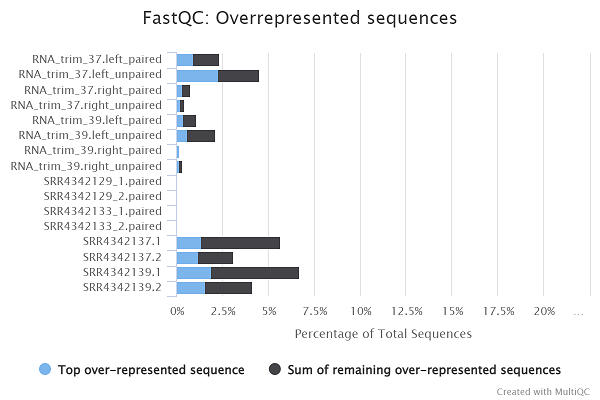 FastQC: Overrepresented sequences
RNA_trim_37.left_paired
RNA_trim_37.left_unpaired
RNA_trim_37.right_paired
RNA_trim_37.right_unpaired
RNA_trim_39.left_paired
RNA_trim_39.left_unpaired
RNA_trim_39.right_paired
RNA_trim_39.right_unpaired
SRR4342129_1.paired
SRR4342129_2.paired
SRR4342133_1.paired
SRR4342133_2.paired
SRR4342137.1
SRR4342137.2
SRR4342139.1
SRR4342139.2
0% 2.5% 5% 7.5% 10% 12.5% 15% 17.5% 20% ...
Percentage of Total Sequences
Top over-represented sequence Sum of remaining over-represented sequences
Created with MultiQC